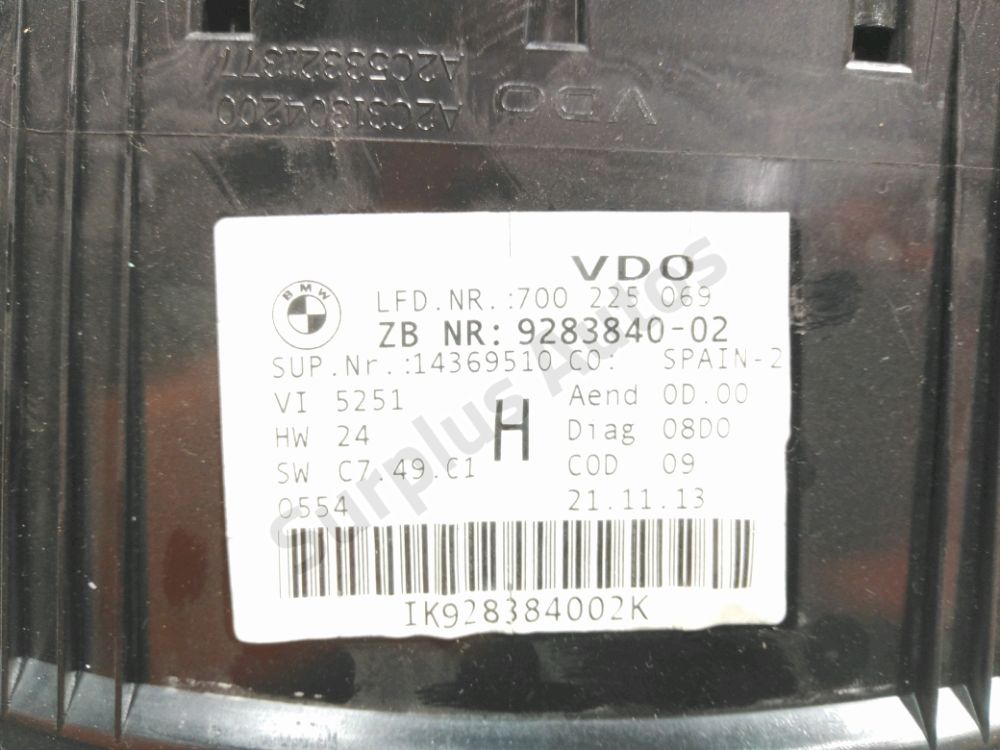 A2C53321377
A2C31304200
VDO
VDO
BMW
LFD.NR.:700 225 069
ZB NR: 9283840-02
SUP.Nr.:14369510 CO. SPAIN-2
VI 5251 Aend 0D.00
HW 24 H Diag 08D0
SW C7.49.C1 COD 09
0554 21.11.13
IK928384002K
Surplus Autos